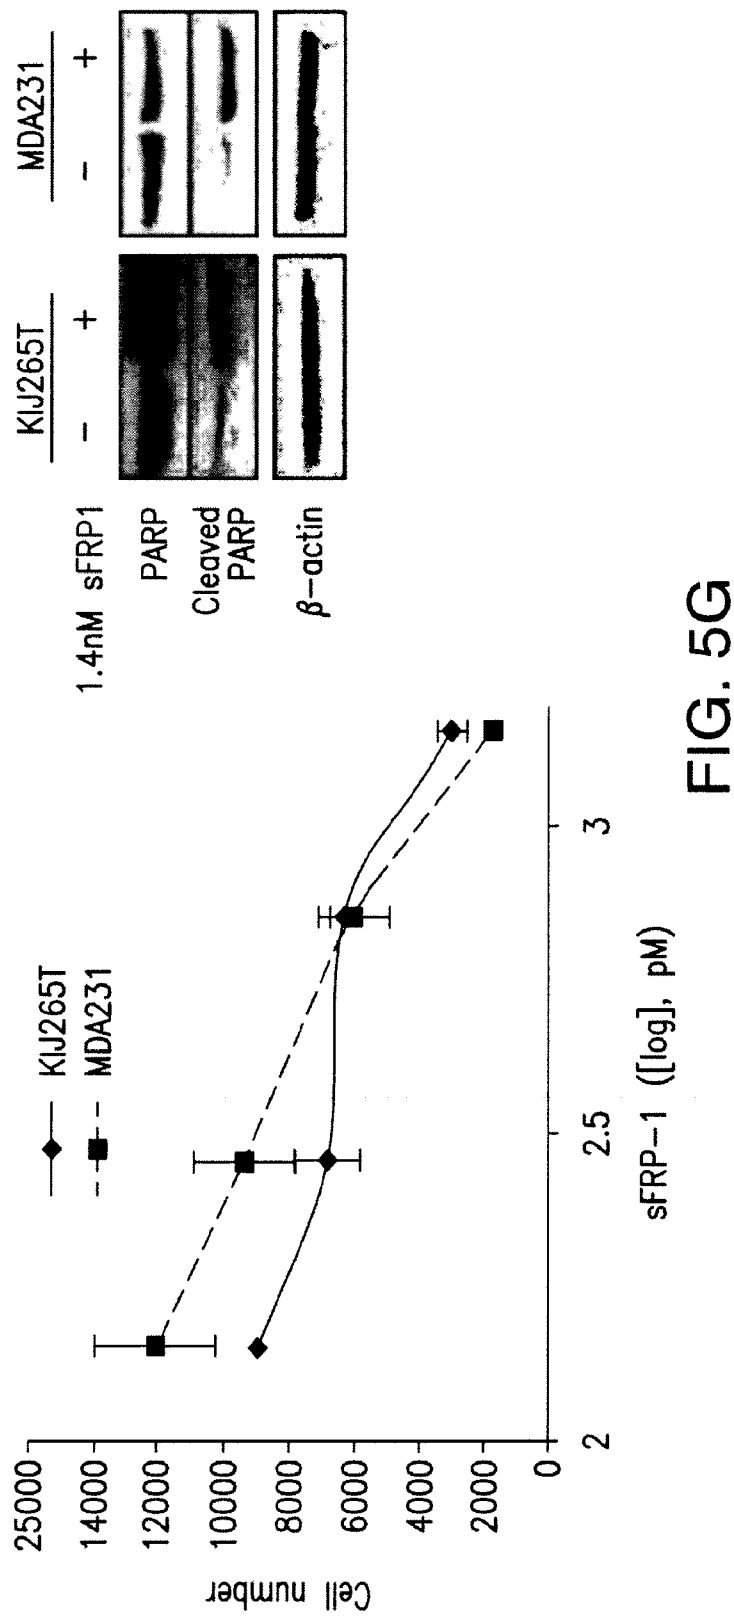 KIJ265T
MDA231
25000
14000
12000
10000
8000
6000
4000
2000
0
Cell number
2
2.5
3
sFRP-1 ([log], pM)
KIJ265T
MDA231
1.4nM sFRP1
- + - +
PARP
Cleaved
PARP
β-actin
FIG. 5G